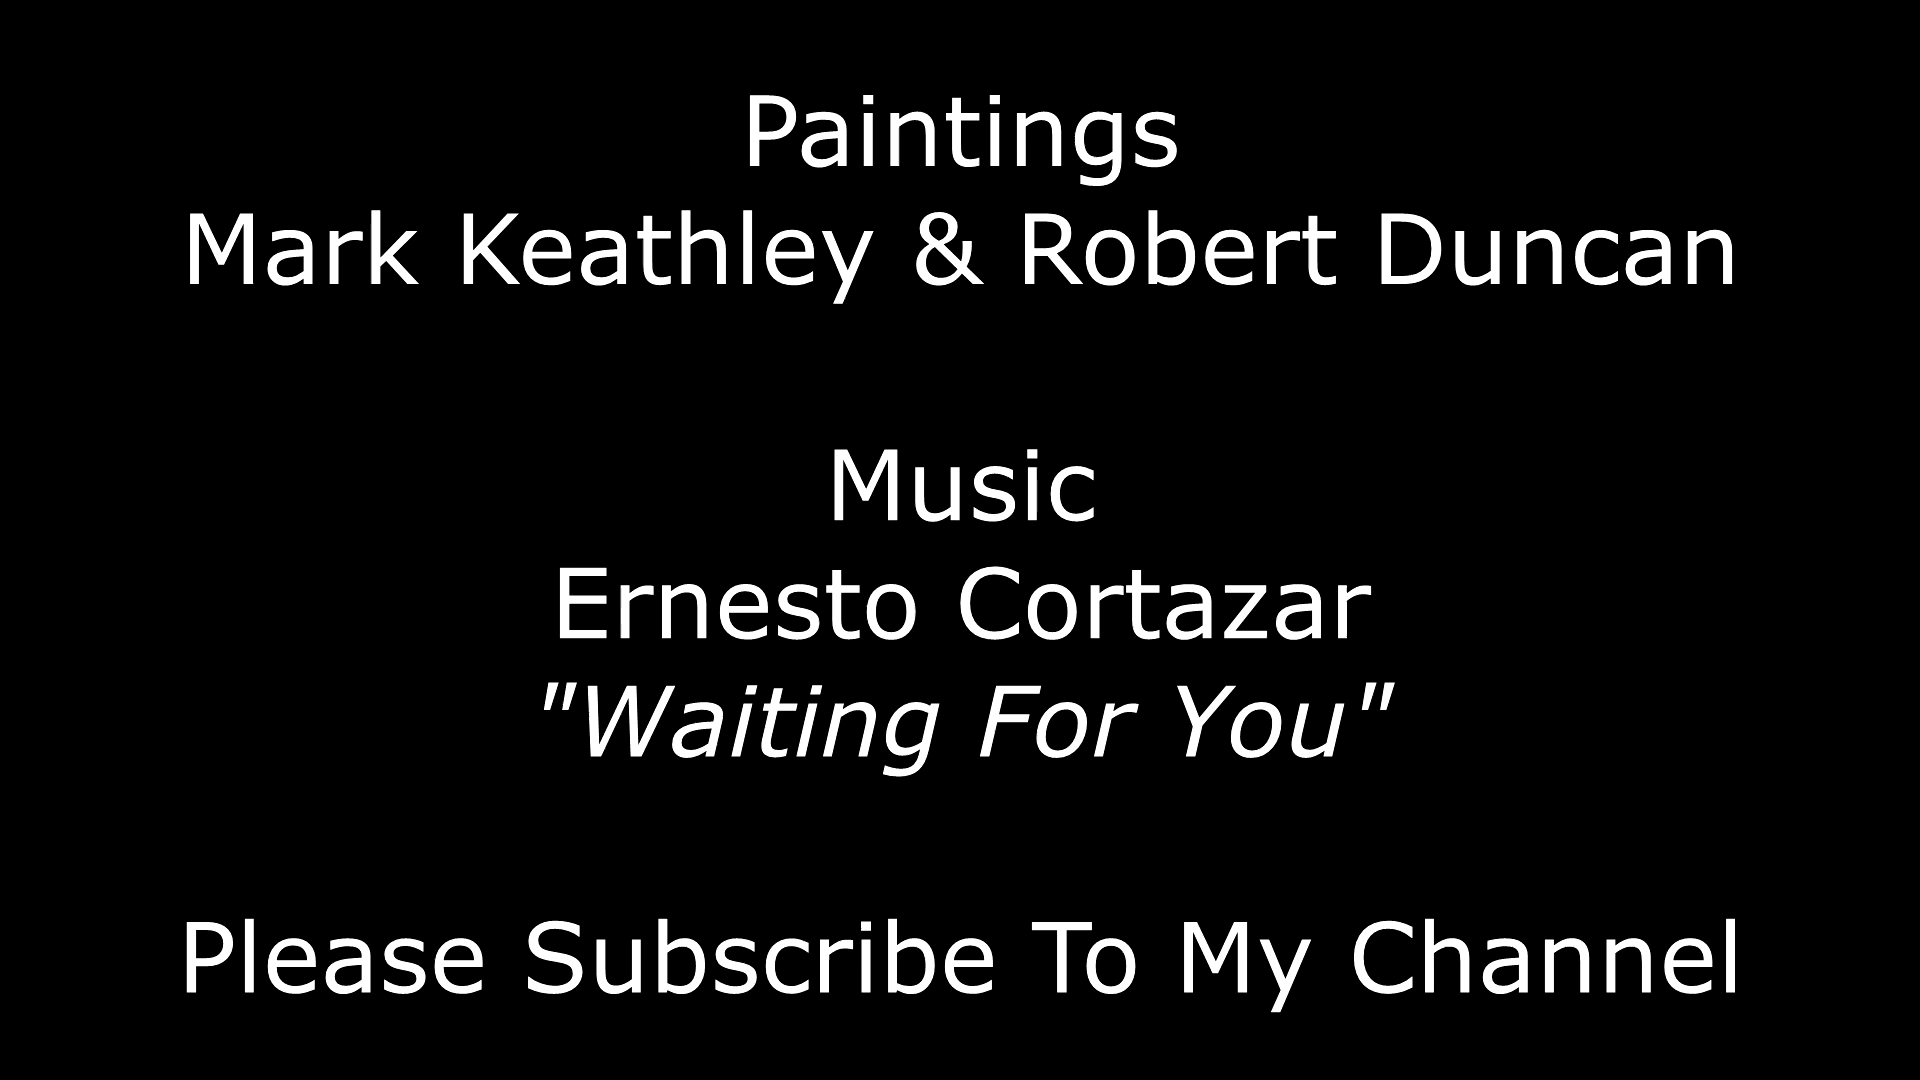 Paintings
Mark Keathley & Robert Duncan
Music
Ernesto Cortazar
"Waiting For You"
Please Subscribe To My Channel